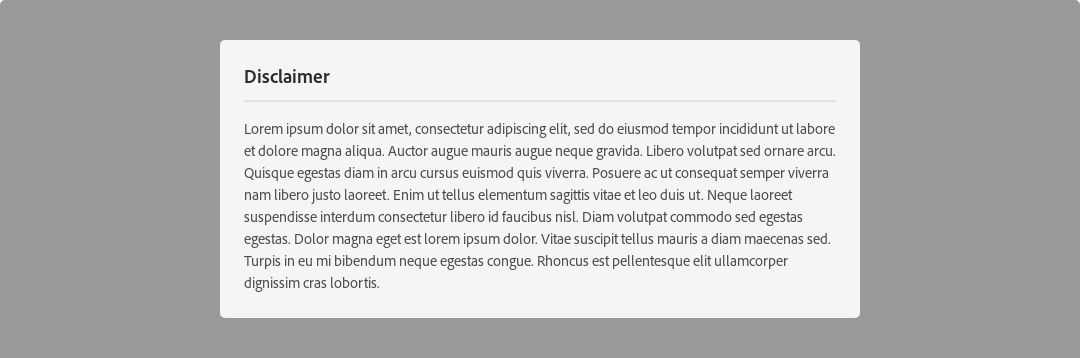 Disclaimer
Lorem ipsum dolor sit amet, consectetur adipiscing elit, sed do eiusmod tempor incididunt ut labore
et dolore magna aliqua. Auctor augue mauris augue neque gravida. Libero volutpat sed ornare arcu.
Quisque egestas diam in arcu cursus euismod quis viverra. Posuere ac ut consequat semper viverra
nam libero justo laoreet. Enim ut tellus elementum sagittis vitae et leo duis ut. Neque laoreet
suspendisse interdum consectetur libero id faucibus nisl. Diam volutpat commodo sed egestas
egestas. Dolor magna eget est lorem ipsum dolor. Vitae suscipit tellus mauris a diam maecenas sed.
Turpis in eu mi bibendum neque egestas congue. Rhoncus est pellentesque elit ullamcorper
dignissim cras lobortis.